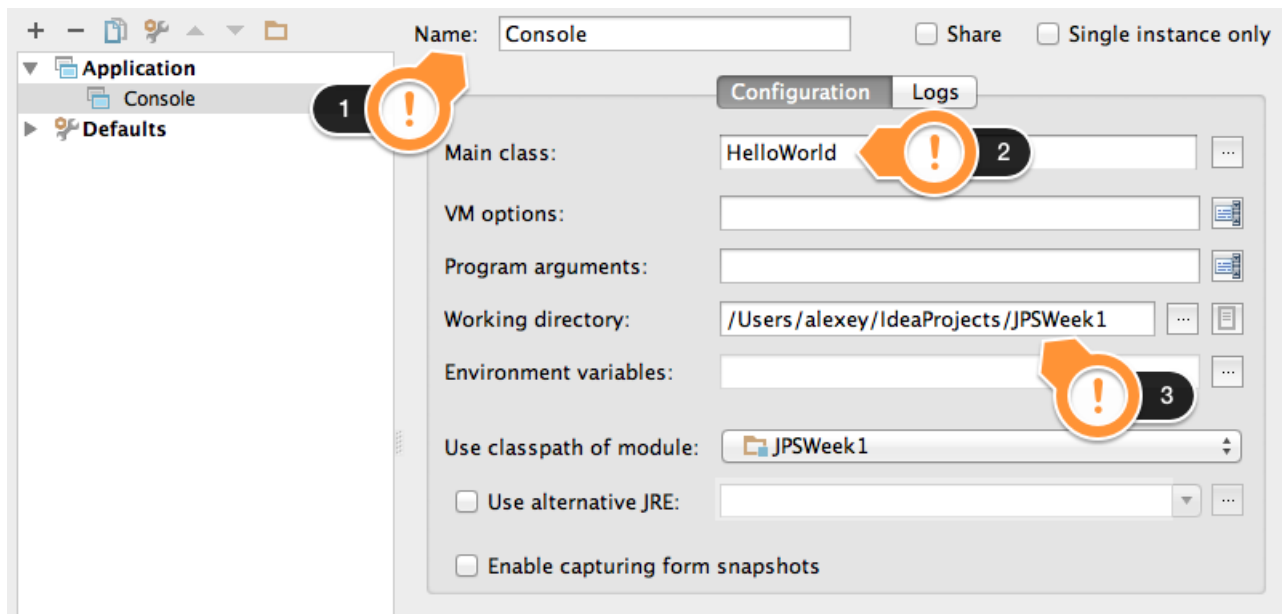 Name: Console Share Single instance only
Application
Console
Defaults
1
Configuration Logs
Main class: HelloWorld 2
VM options:
Program arguments:
Working directory: /Users/alexey/IdeaProjects/JPSWeek1
Environment variables:
3
Use classpath of module: JPSWeek1
Use alternative JRE:
Enable capturing form snapshots